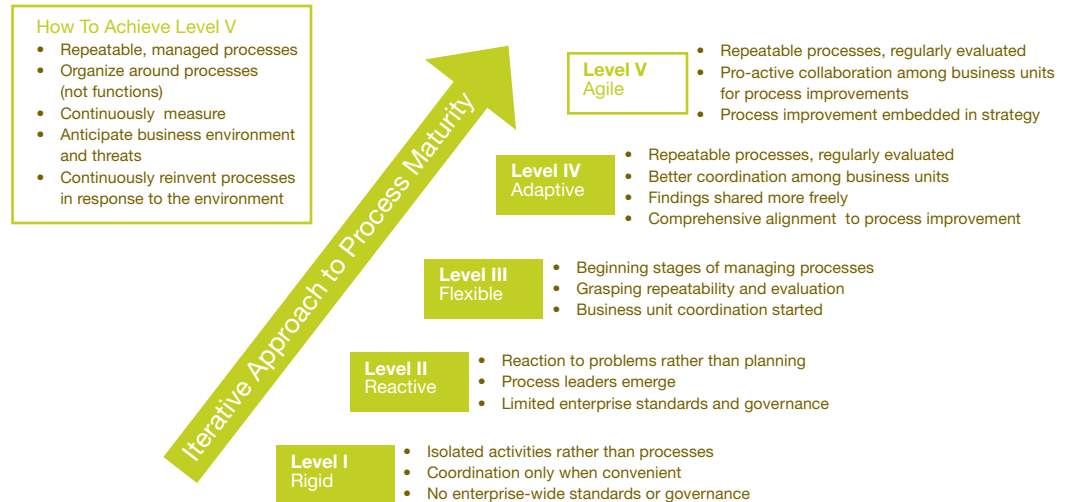 How To Achieve Level V
• Repeatable, managed processes
• Organize around processes
(not functions)
• Continuously measure
• Anticipate business environment
and threats
• Continuously reinvent processes
in response to the environment
Iterative Approach to Process Maturity
Level V
Agile
• Repeatable processes, regularly evaluated
• Pro-active collaboration among business units
for process improvements
• Process improvement embedded in strategy
Level IV
Adaptive
• Repeatable processes, regularly evaluated
• Better coordination among business units
• Findings shared more freely
• Comprehensive alignment to process improvement
Level III
Flexible
• Beginning stages of managing processes
• Grasping repeatability and evaluation
• Business unit coordination started
Level II
Reactive
• Reaction to problems rather than planning
• Process leaders emerge
• Limited enterprise standards and governance
Level I
Rigid
• Isolated activities rather than processes
• Coordination only when convenient
• No enterprise-wide standards or governance